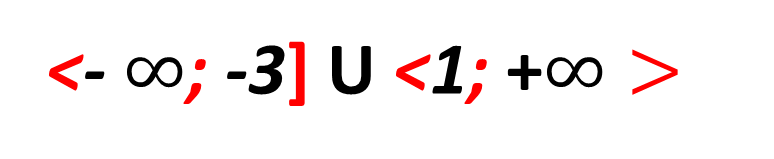 <- ∞; -3] U <1; +∞ >